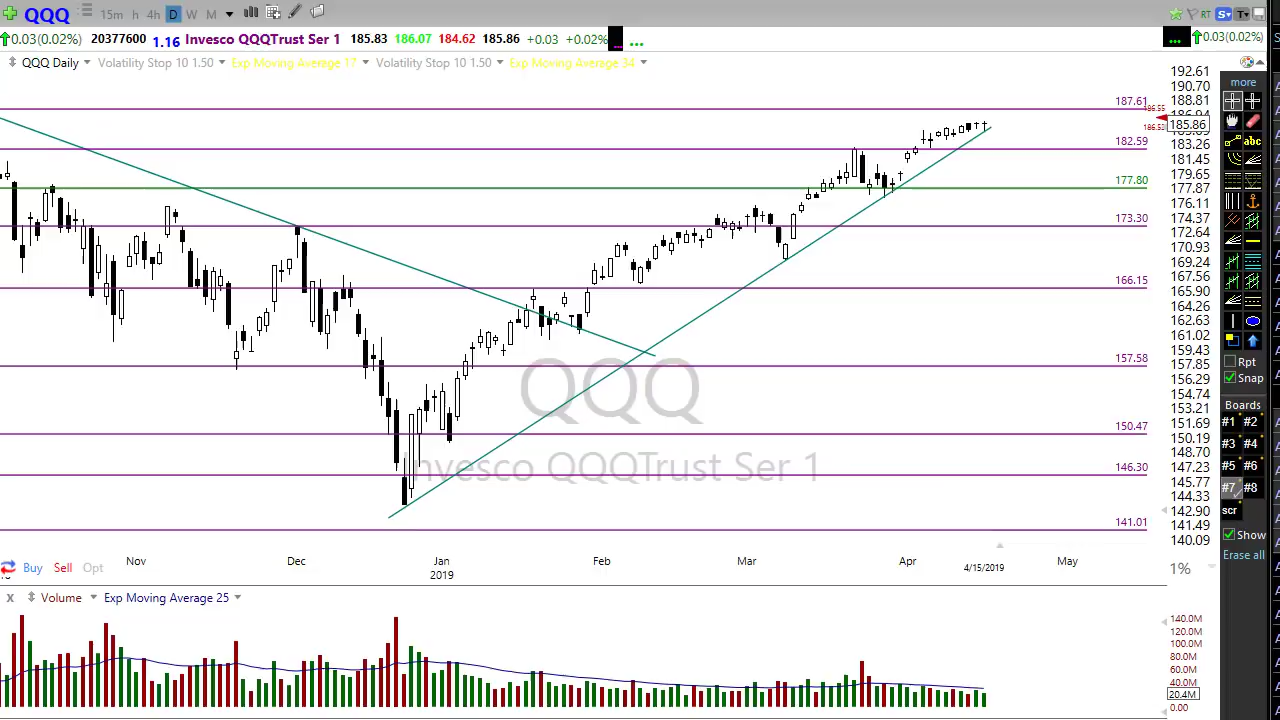 QQQ 15m h 4h D W M RT S T
0.03(0.02%) 20377600 1.16 Invesco QQQTrust Ser 1 185.83 186.07 184.62 185.86 +0.03 +0.02% ... 0.03(0.02%)
QQQ Daily Volatility Stop 10 1.50 Exp Moving Average 17 Volatility Stop 10 1.50 Exp Moving Average 34
192.61
more
190.70
187.61
188.81
186.55
185.86
186.52
182.59
183.26
abc
181.45
179.65
177.80
177.87
176.11
173.30
174.37
172.64
170.93
169.24
166.15
167.56
165.90
164.26
162.63
161.02
159.43
157.58
157.85
Rpt
156.29
Snap
QQQ
154.74
153.21
Boards
150.47
151.69
#1 #2
150.19
#3 #4
148.70
Invesco QQQTrust Ser 1
146.30
147.23
#5 #6
145.77
144.33
#7 #8
142.90
scr
141.01
141.49
140.09
Show
Buy Sell Opt
Nov Dec Jan Feb Mar Apr May
2019
4/15/2019
1%
Erase all
x Volume Exp Moving Average 25
140.0M
120.0M
100.0M
80.0M
60.0M
40.0M
20.4M
0.00